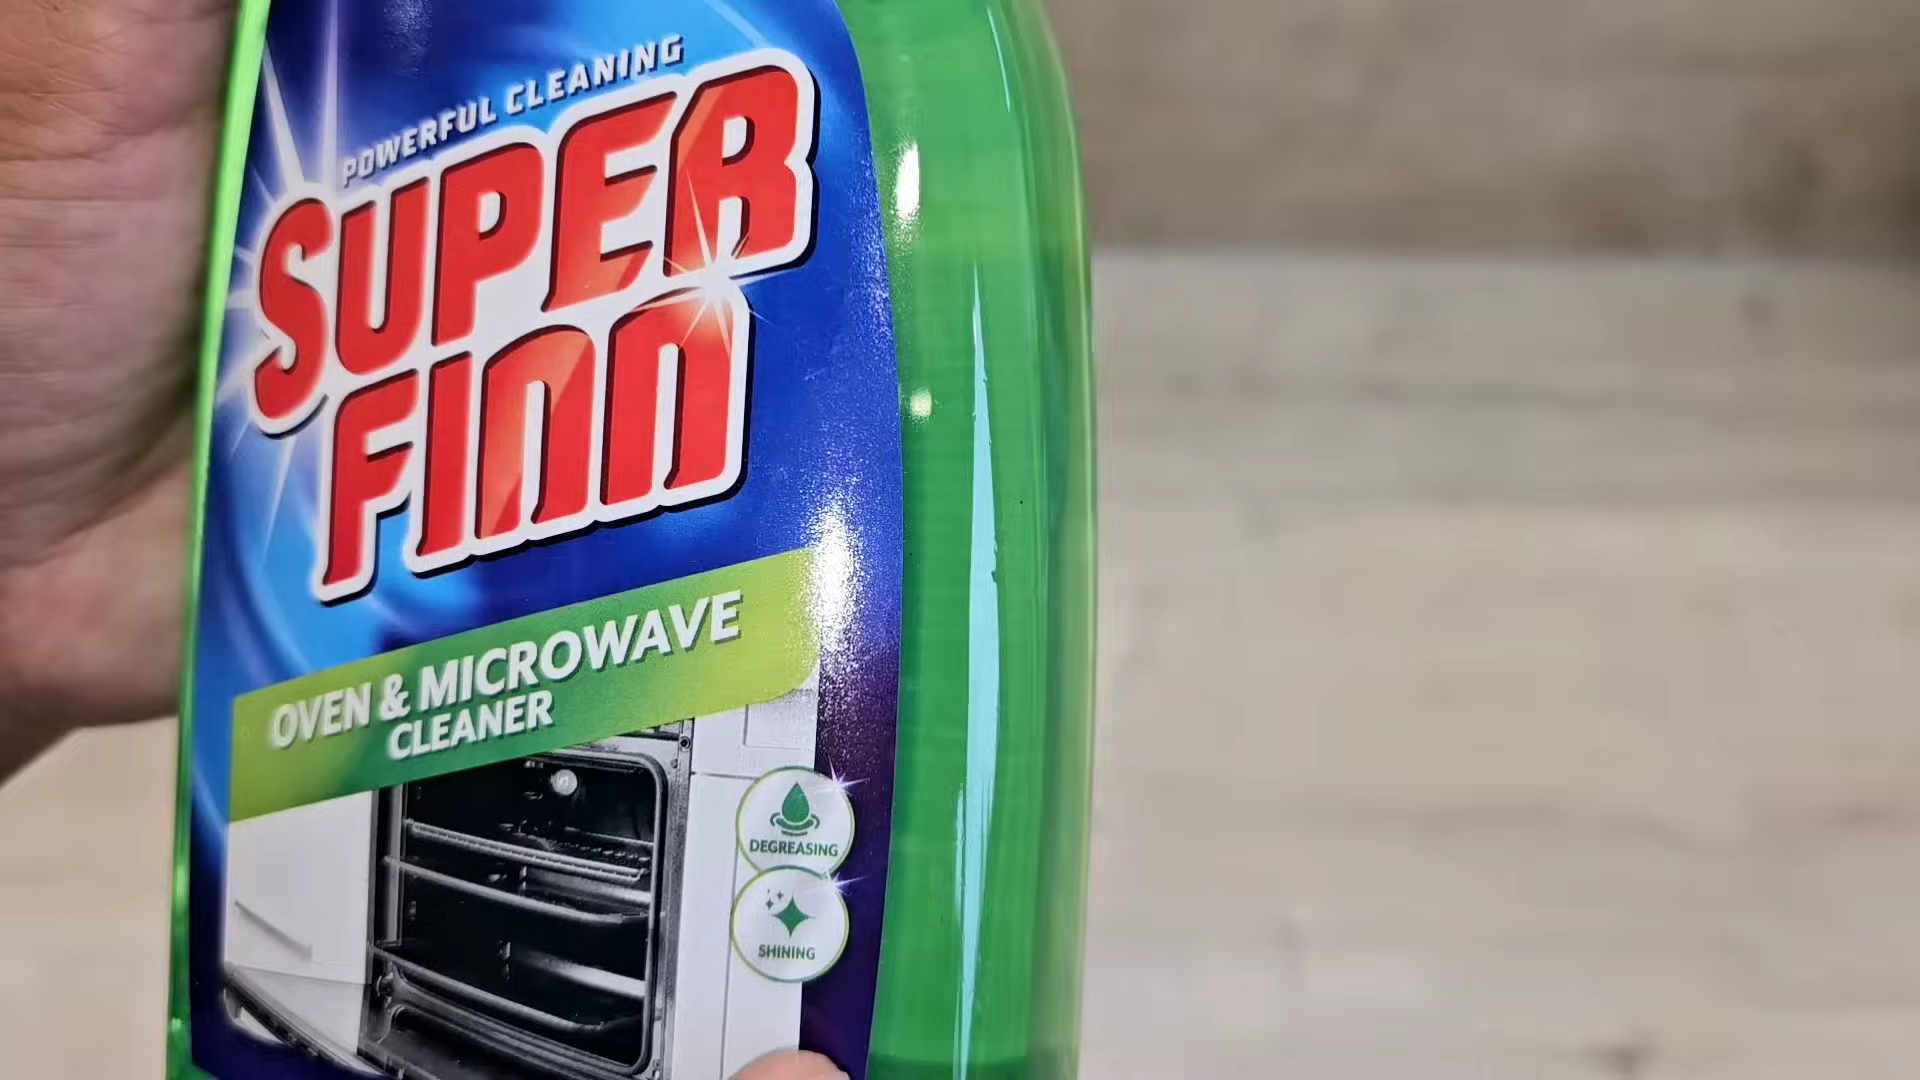 POWERFUL CLEANING
SUPER
FINN
OVEN & MICROWAVE
CLEANER
DEGREASING
SHINING